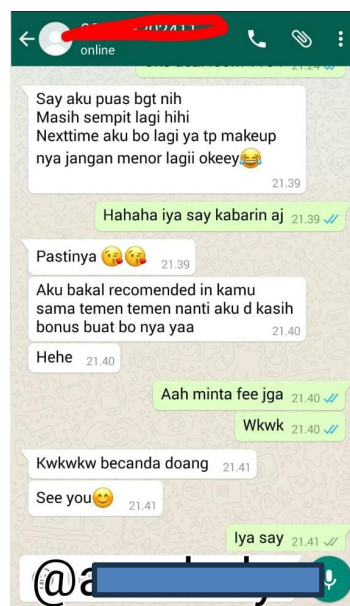 online
21.24
Say aku puas bgt nih
Masih sempit lagi hihi
Nexttime aku bo lagi ya tp makeup
nya jangan menor lagii okeey😂
21.39
Hahaha iya say kabarin aj 21.39
Pastinya 😘😘 21.39
Aku bakal recomended in kamu
sama temen temen nanti aku d kasih
bonus buat bo nya yaa 21.40
Hehe 21.40
Aah minta fee jga 21.40
Wkwk 21.40
Kwkwkw becanda doang 21.41
See you😊 21.41
Iya say 21.41